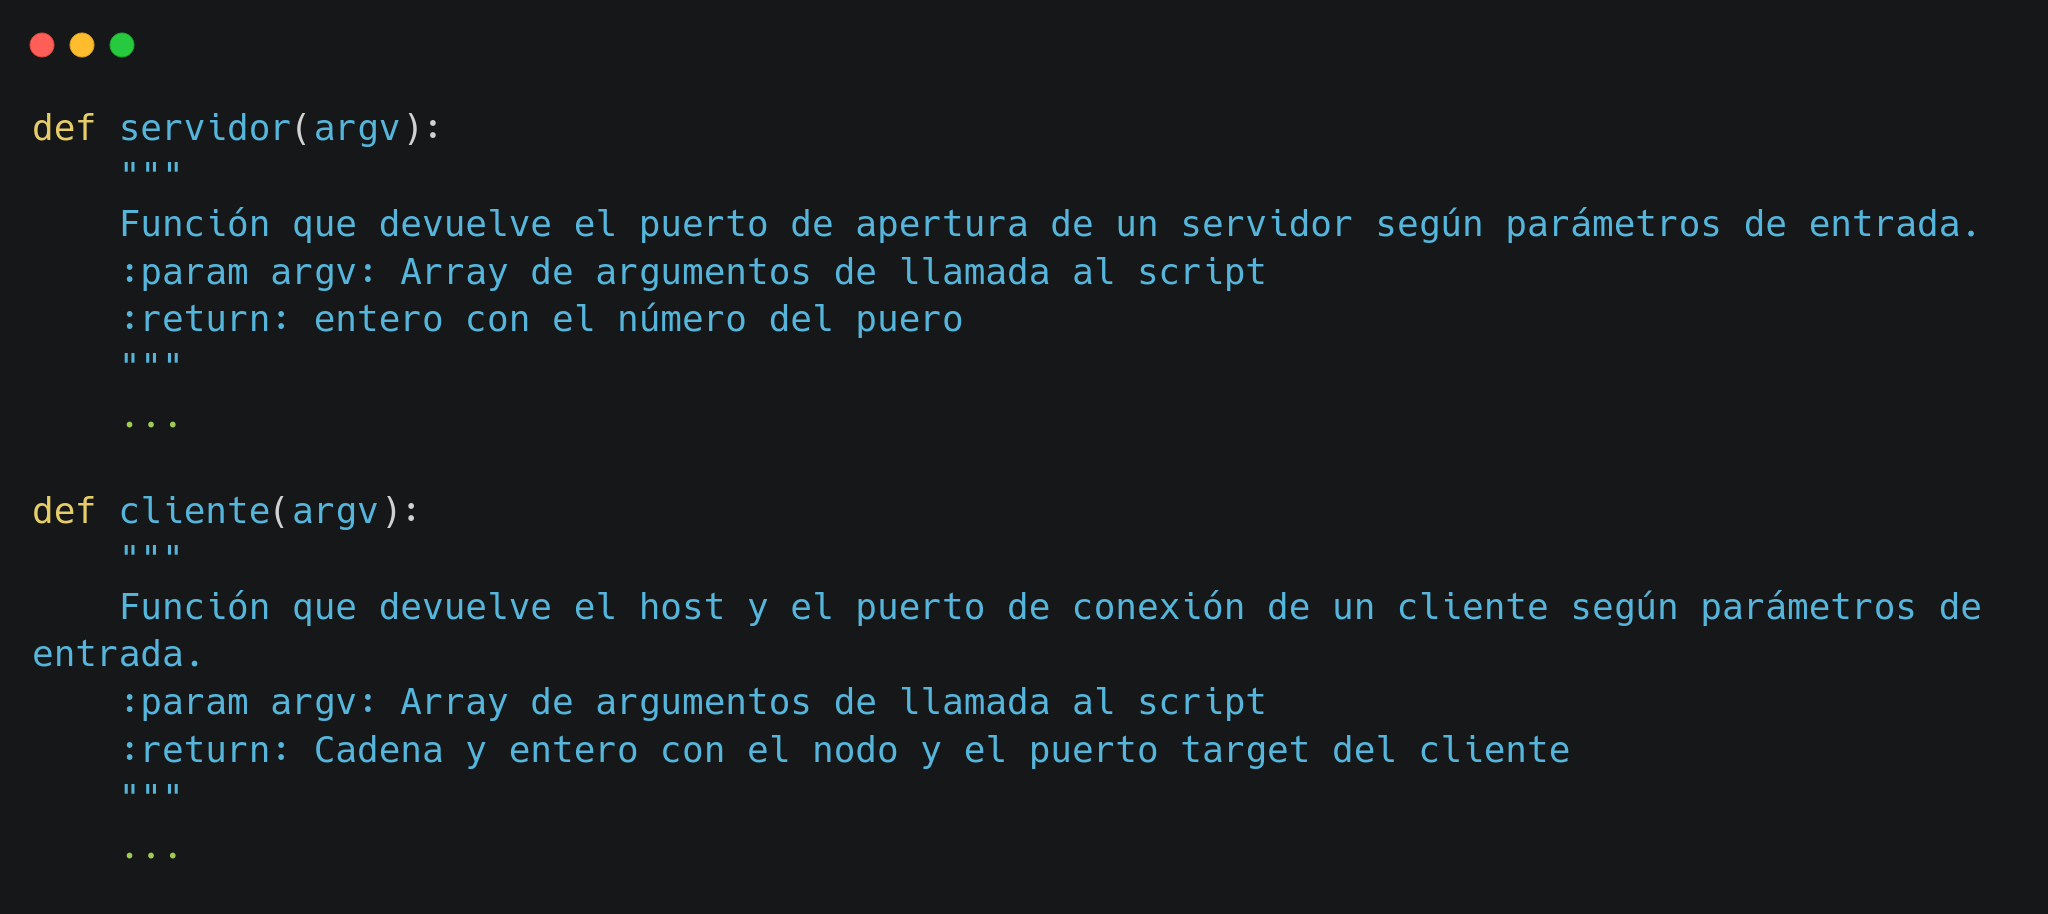 def servidor(argv):
    """
    Función que devuelve el puerto de apertura de un servidor según parámetros de entrada.
    :param argv: Array de argumentos de llamada al script
    :return: entero con el número del puero
    """
    ...

def cliente(argv):
    """
    Función que devuelve el host y el puerto de conexión de un cliente según parámetros de
entrada.
    :param argv: Array de argumentos de llamada al script
    :return: Cadena y entero con el nodo y el puerto target del cliente
    """
    ...